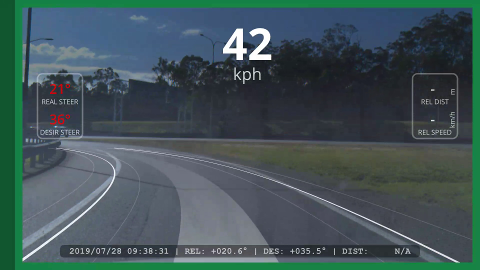 42
kph
21°
REAL STEER
36°
DESIR STEER
-
m
REL DIST
-
km/h
REL SPEED
2019/07/28 09:38:31 | REL: +020.6° | DES: +035.5° | DIST: N/A